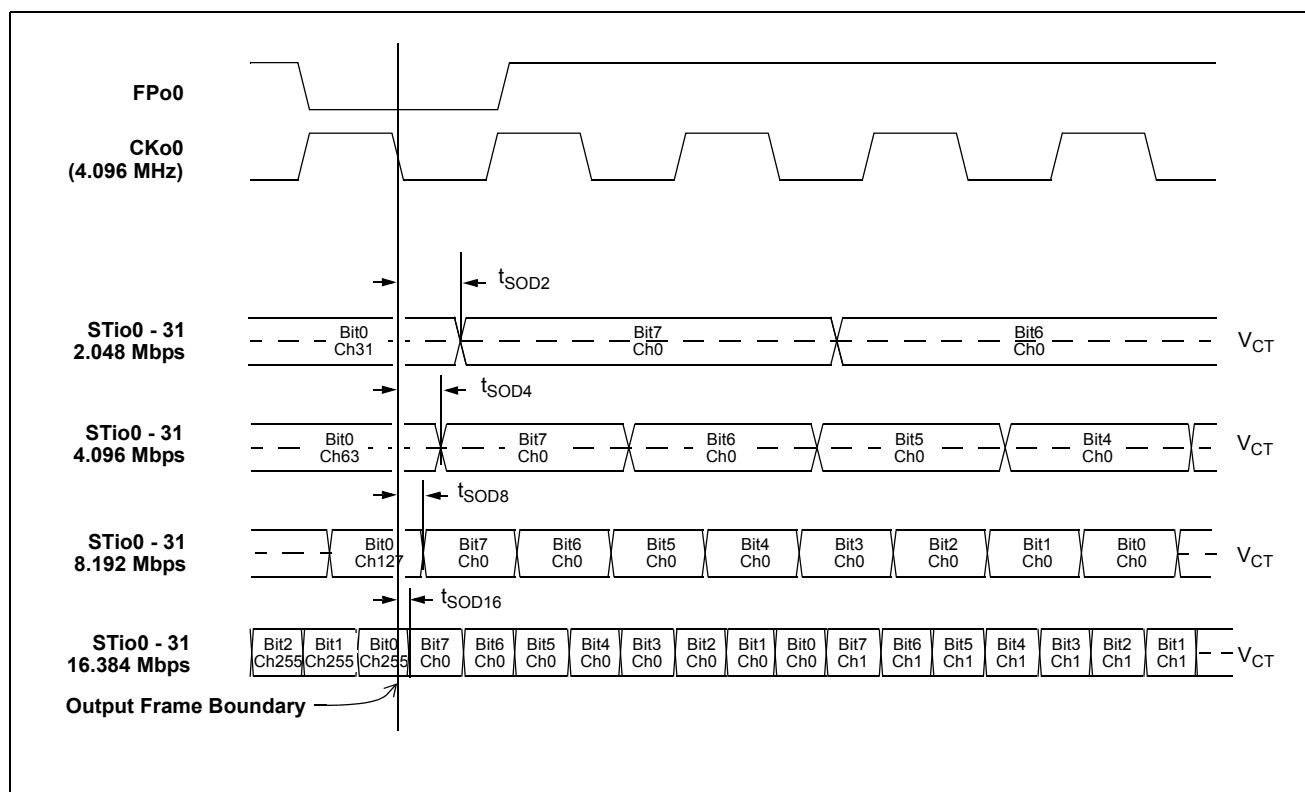 FPo0
CKo0
(4.096 MHz)
tSOD2
STio0 - 31
2.048 Mbps
Bit0
Ch31
Bit7
Ch0
Bit6
Ch0
VCT
tSOD4
STio0 - 31
4.096 Mbps
Bit0
Ch63
Bit7
Ch0
Bit6
Ch0
Bit5
Ch0
Bit4
Ch0
VCT
tSOD8
STio0 - 31
8.192 Mbps
Bit0
Ch127
Bit7
Ch0
Bit6
Ch0
Bit5
Ch0
Bit4
Ch0
Bit3
Ch0
Bit2
Ch0
Bit1
Ch0
Bit0
Ch0
VCT
tSOD16
STio0 - 31
16.384 Mbps
Bit2
Ch255
Bit1
Ch255
Bit0
Ch255
Bit7
Ch0
Bit6
Ch0
Bit5
Ch0
Bit4
Ch0
Bit3
Ch0
Bit2
Ch0
Bit1
Ch0
Bit0
Ch0
Bit7
Ch1
Bit6
Ch1
Bit5
Ch1
Bit4
Ch1
Bit3
Ch1
Bit2
Ch1
Bit1
Ch1
VCT
Output Frame Boundary